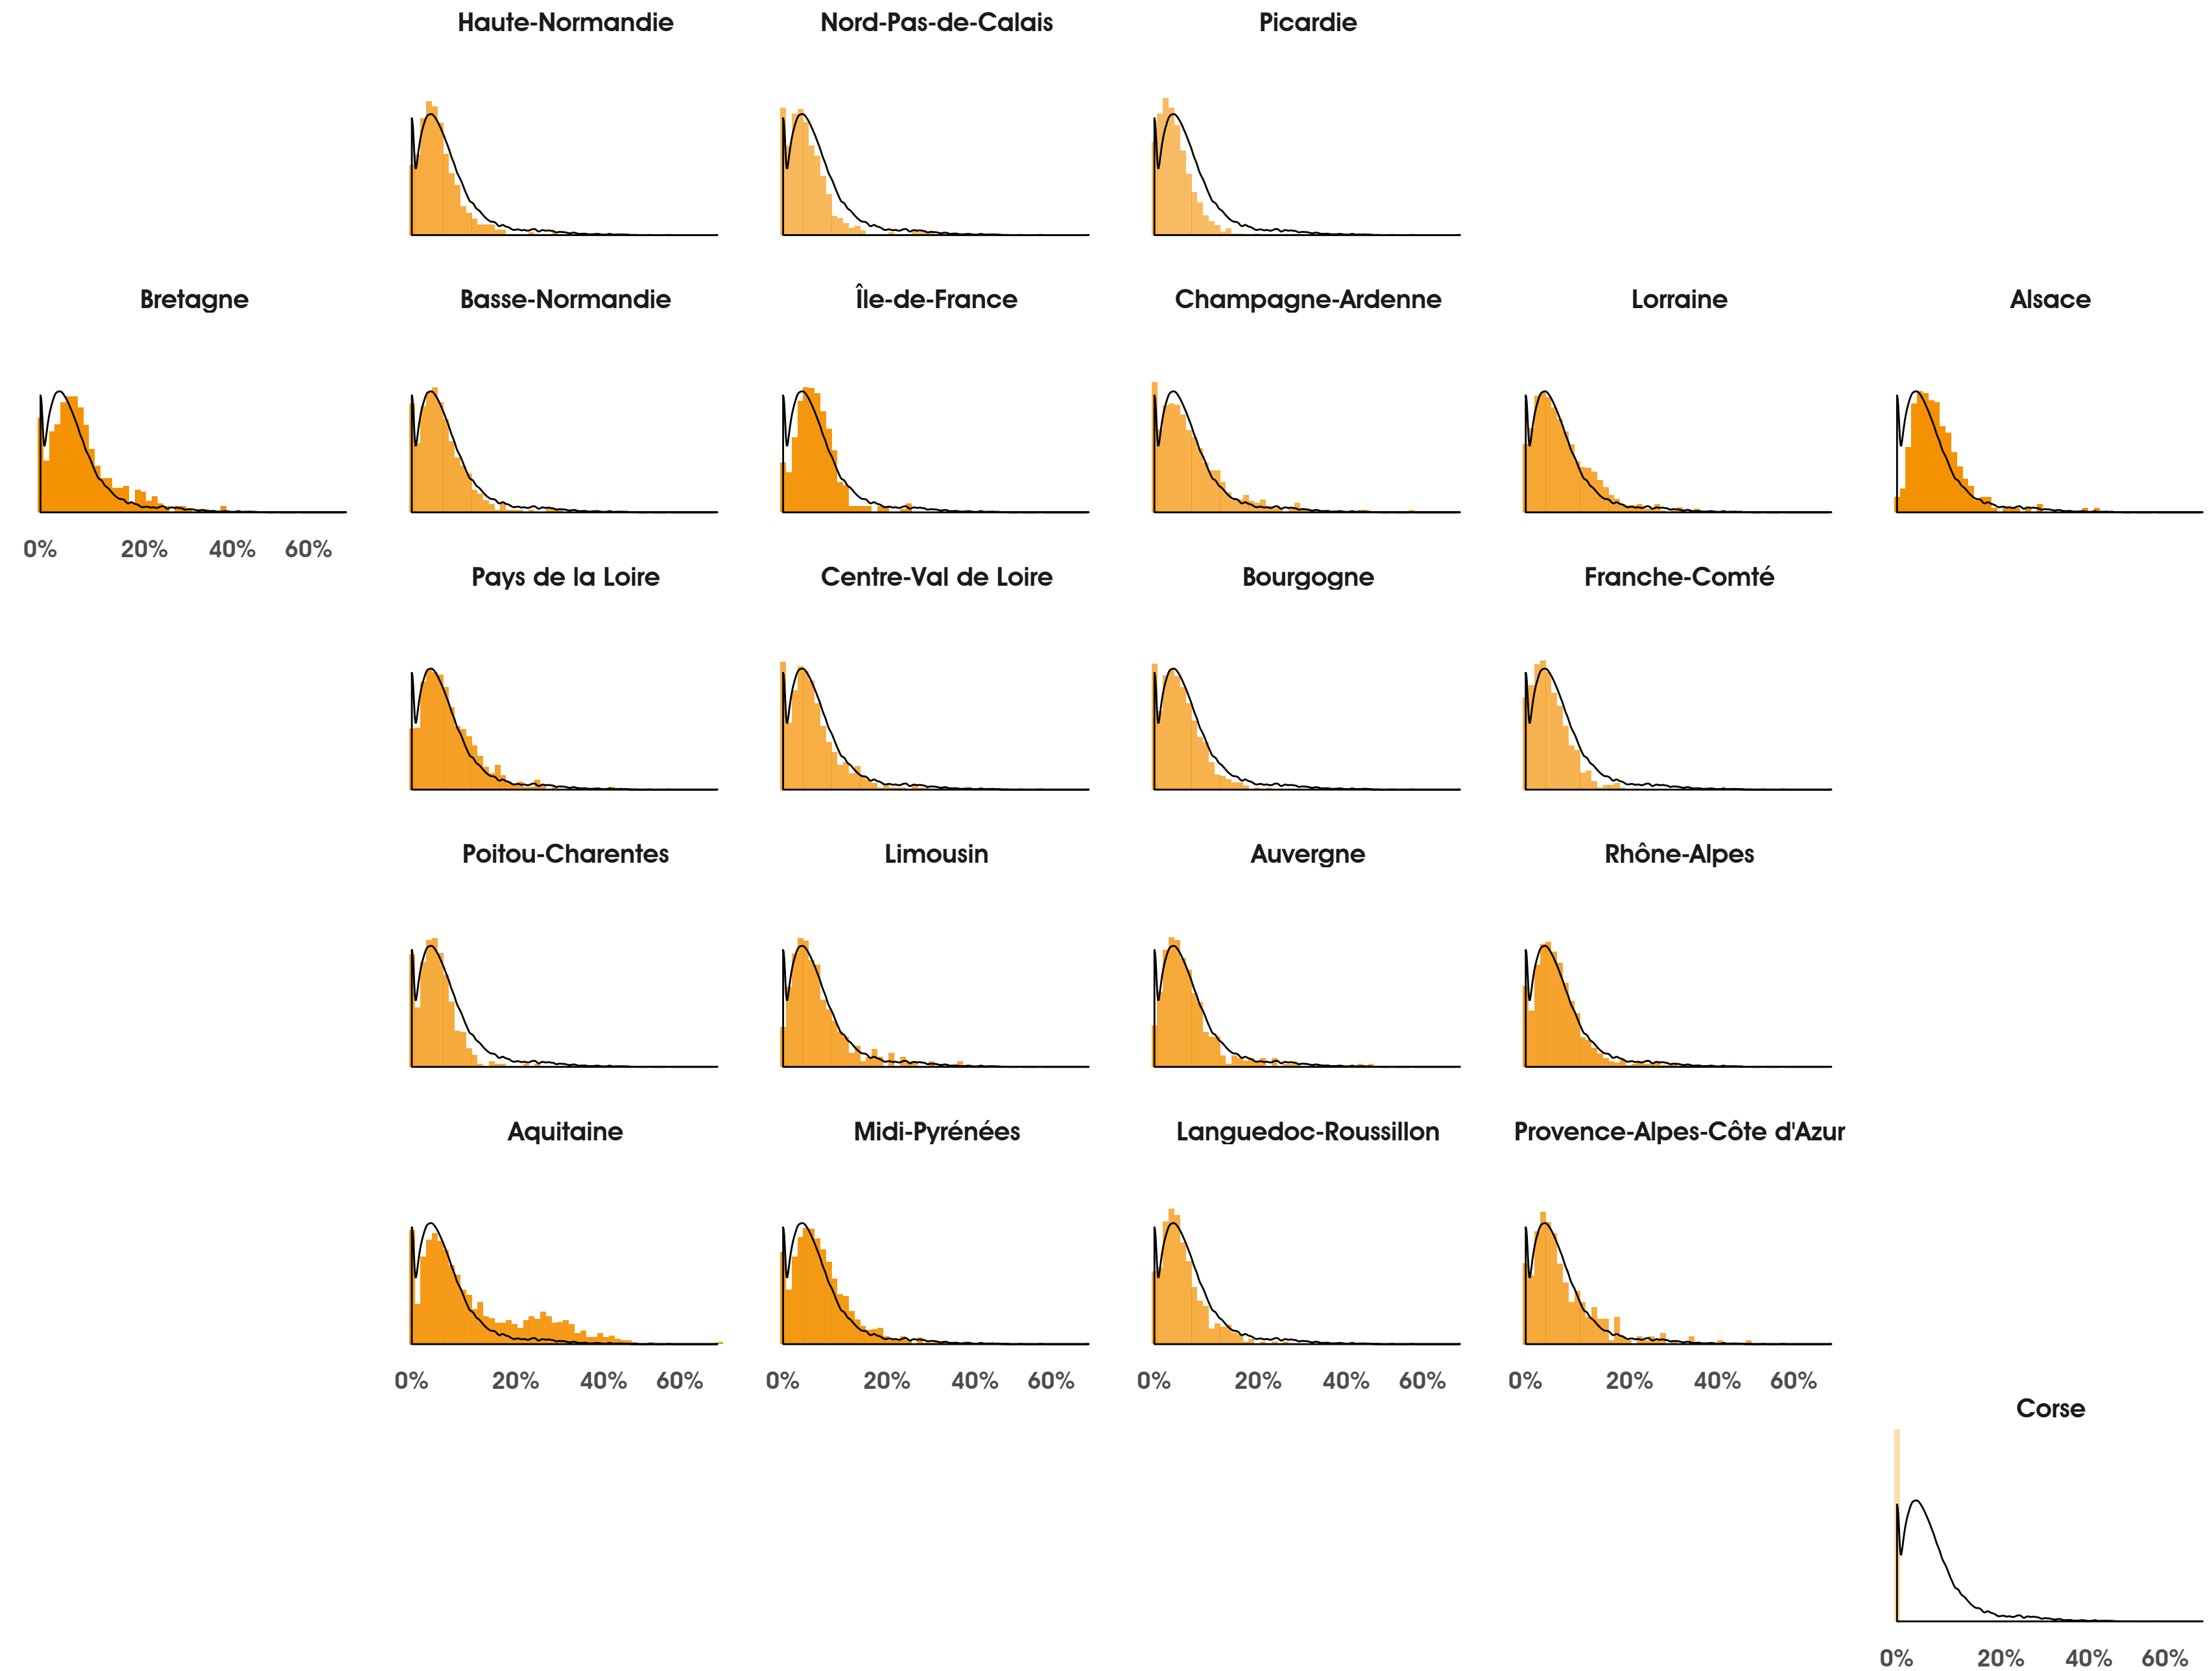 Haute-Normandie
Nord-Pas-de-Calais
Picardie
Bretagne
Basse-Normandie
Île-de-France
Champagne-Ardenne
Lorraine
Alsace
0% 20% 40% 60%
Pays de la Loire
Centre-Val de Loire
Bourgogne
Franche-Comté
Poitou-Charentes
Limousin
Auvergne
Rhône-Alpes
Aquitaine
Midi-Pyrénées
Languedoc-Roussillon
Provence-Alpes-Côte d'Azur
0% 20% 40% 60%
0% 20% 40% 60%
0% 20% 40% 60%
0% 20% 40% 60%
Corse
0% 20% 40% 60%